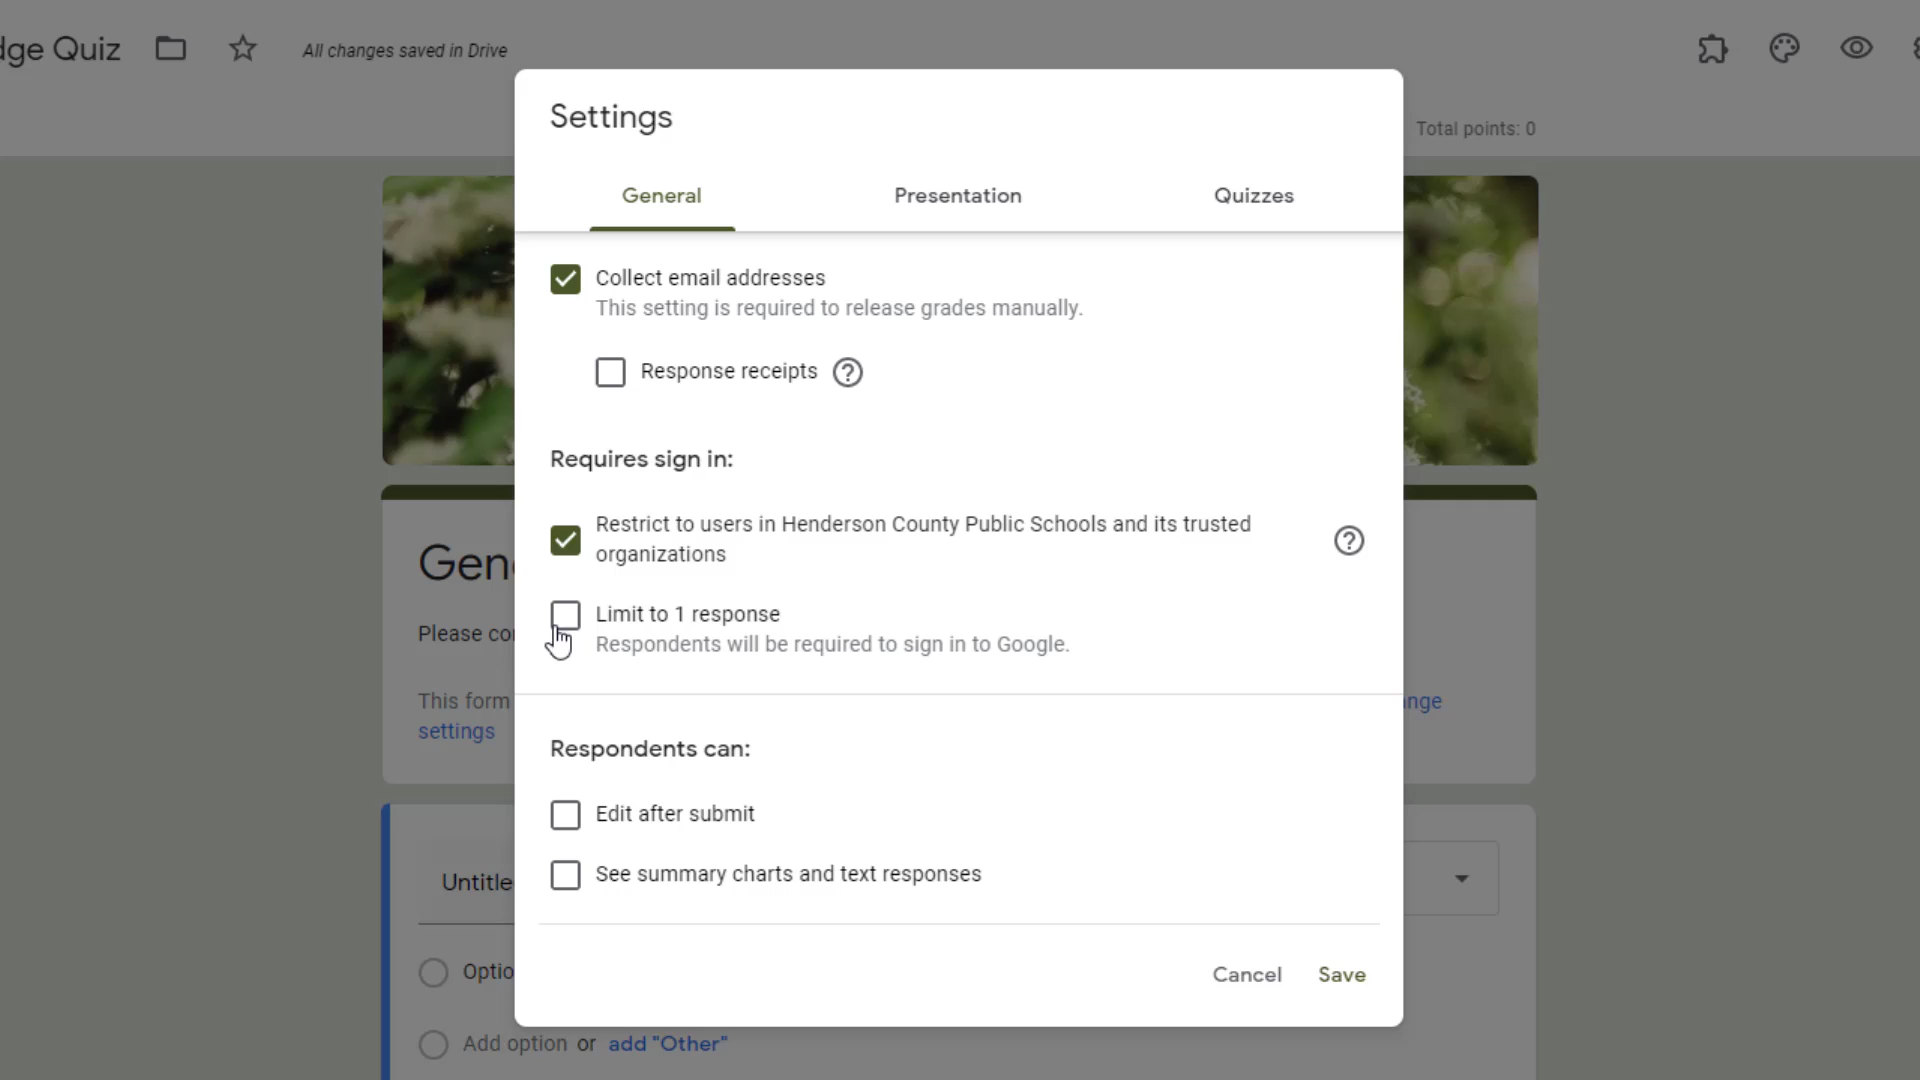 dge Quiz
All changes saved in Drive
Settings
Total points: 0
General
Presentation
Quizzes
Collect email addresses
This setting is required to release grades manually.
Response receipts
Requires sign in:
Restrict to users in Henderson County Public Schools and its trusted
organizations
Limit to 1 response
Respondents will be required to sign in to Google.
Gen
Please co
This form
nge
settings
Respondents can:
Edit after submit
See summary charts and text responses
Untitle
Cancel
Save
Optio
Add option or add "Other"